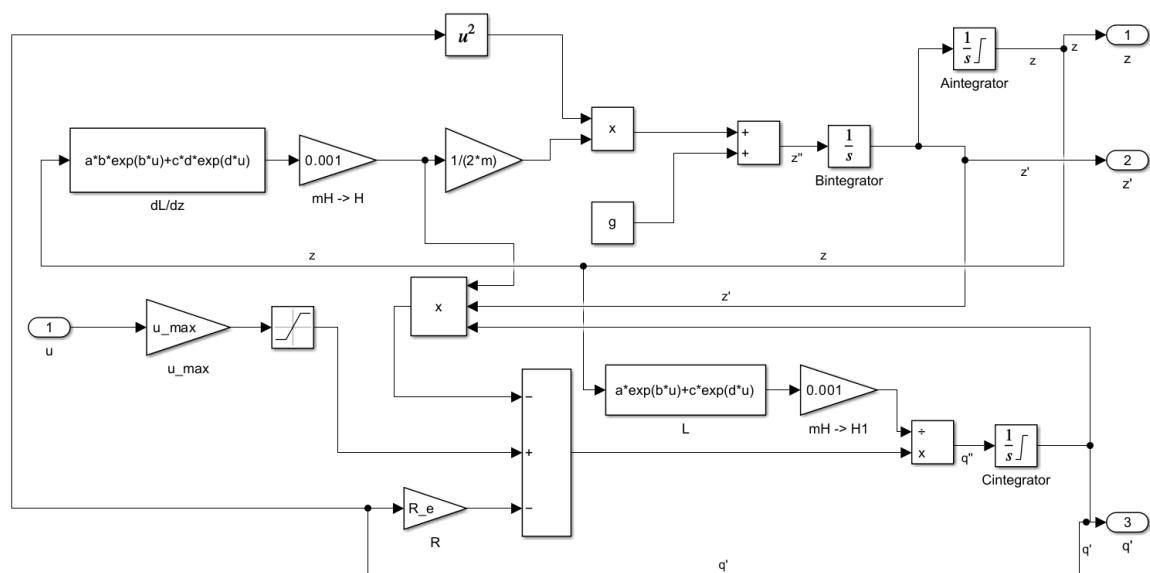 u²
1
z
z
z
1
s
Aintegrator
a*b*exp(b*u)+c*d*exp(d*u)
dL/dz
0.001
mH -> H
1/(2*m)
x
+
+
z"
1
s
Bintegrator
z'
2
z'
g
z
z
x
z'
1
u
u_max
u_max
a*exp(b*u)+c*exp(d*u)
L
0.001
mH -> H1
−
+
−
÷
x
q"
1
s
Cintegrator
R_e
R
3
q'
q'
q'